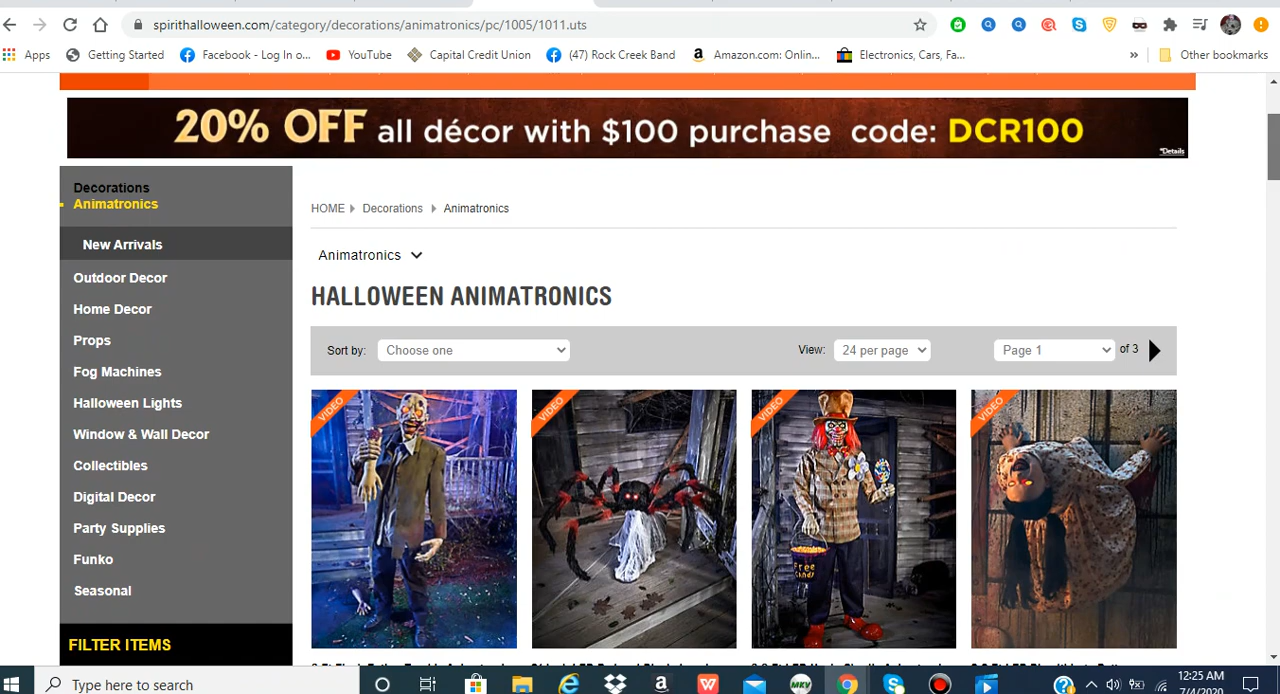 spirithalloween.com/category/decorations/animatronics/pc/1005/1011.uts
Apps
Getting Started
Facebook - Log In o...
YouTube
Capital Credit Union
(47) Rock Creek Band
Amazon.com: Onlin...
Electronics, Cars, Fa...
»
Other bookmarks
20% OFF all décor with $100 purchase code: DCR100
*Details
Decorations
Animatronics
New Arrivals
Outdoor Decor
Home Decor
Props
Fog Machines
Halloween Lights
Window & Wall Decor
Collectibles
Digital Decor
Party Supplies
Funko
Seasonal
FILTER ITEMS
HOME Decorations Animatronics
Animatronics
HALLOWEEN ANIMATRONICS
Sort by: Choose one View: 24 per page Page 1 of 3
VIDEO
VIDEO
VIDEO
VIDEO
Free Candy
Type here to search
MKV
12:25 AM